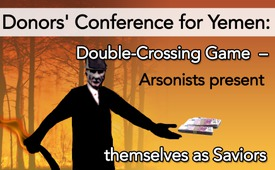 Donors' Conference for Yemen:
Double-Crossing Game –
Arsonists present
themselves as Saviors